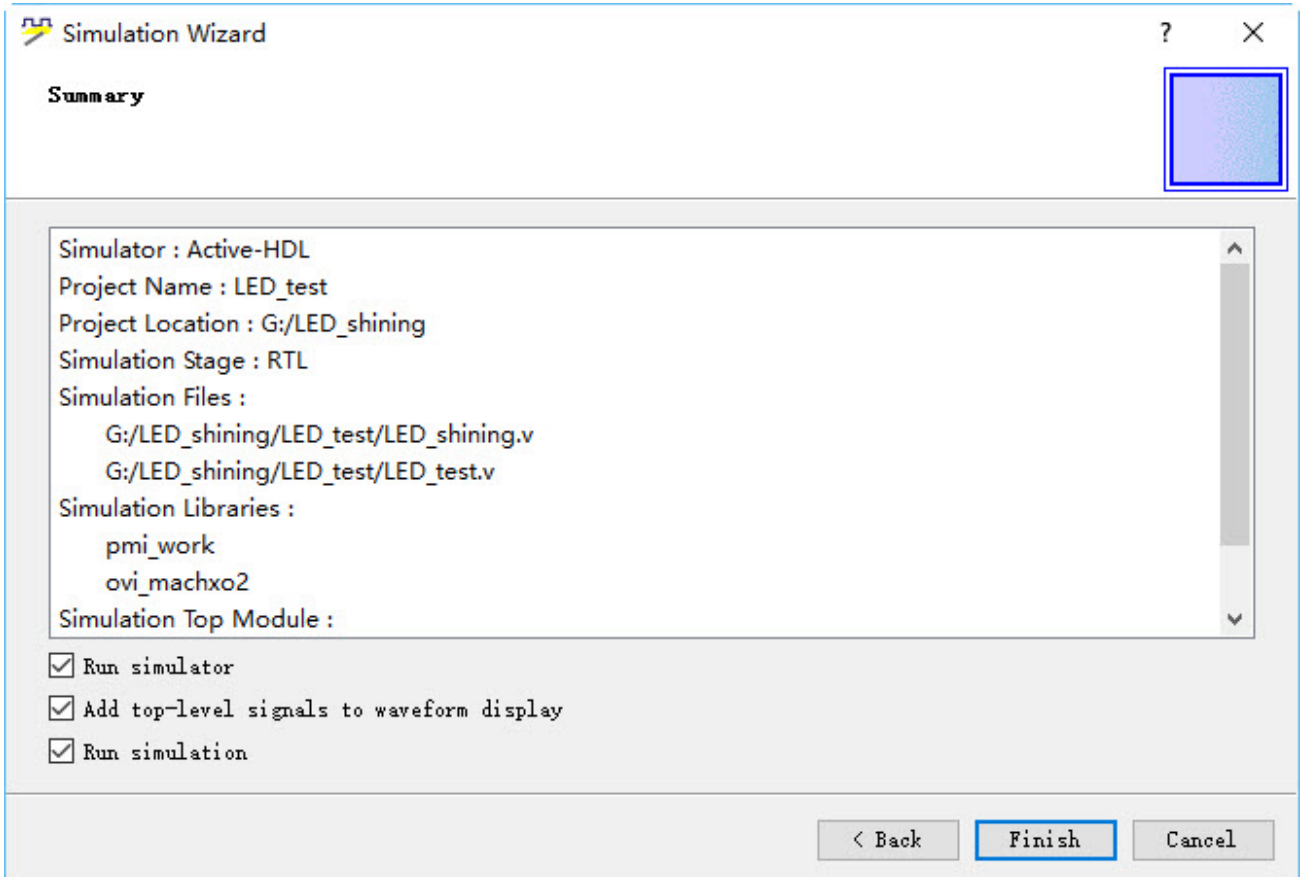 Simulation Wizard
?
Summary
Simulator : Active-HDL
Project Name : LED_test
Project Location : G:/LED_shining
Simulation Stage : RTL
Simulation Files :
G:/LED_shining/LED_test/LED_shining.v
G:/LED_shining/LED_test/LED_test.v
Simulation Libraries :
pmi_work
ovi_machxo2
Simulation Top Module :
Run simulator
Add top-level signals to waveform display
Run simulation
< Back Finish Cancel